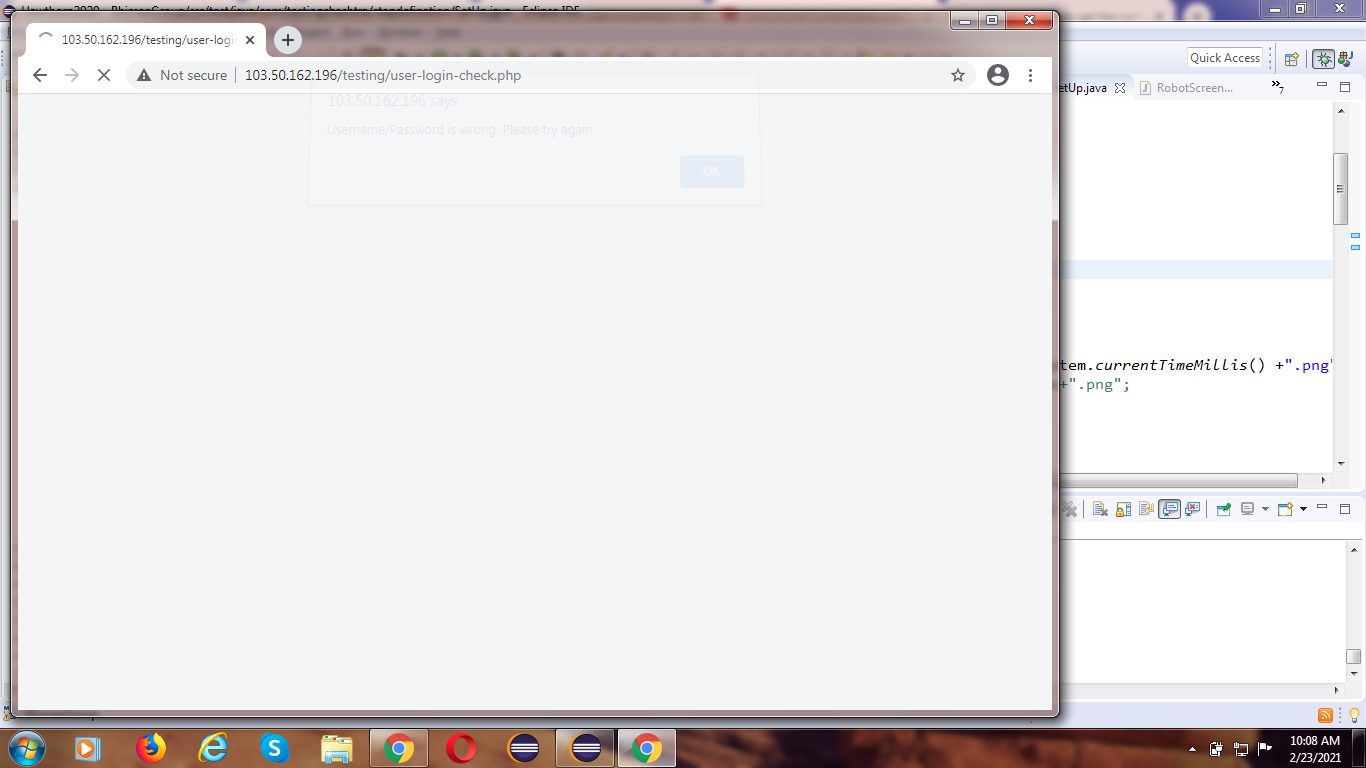 103.50.162.196/testing/user-logi
Not secure
103.50.162.196/testing/user-login-check.php
103.50.162.196 says
Username/Password is wrong. Please try again
OK
Quick Access
etUp.java
RobotScreen...
7
tem.currentTimeMillis() +".png"
+".png";
10:08 AM
2/23/2021